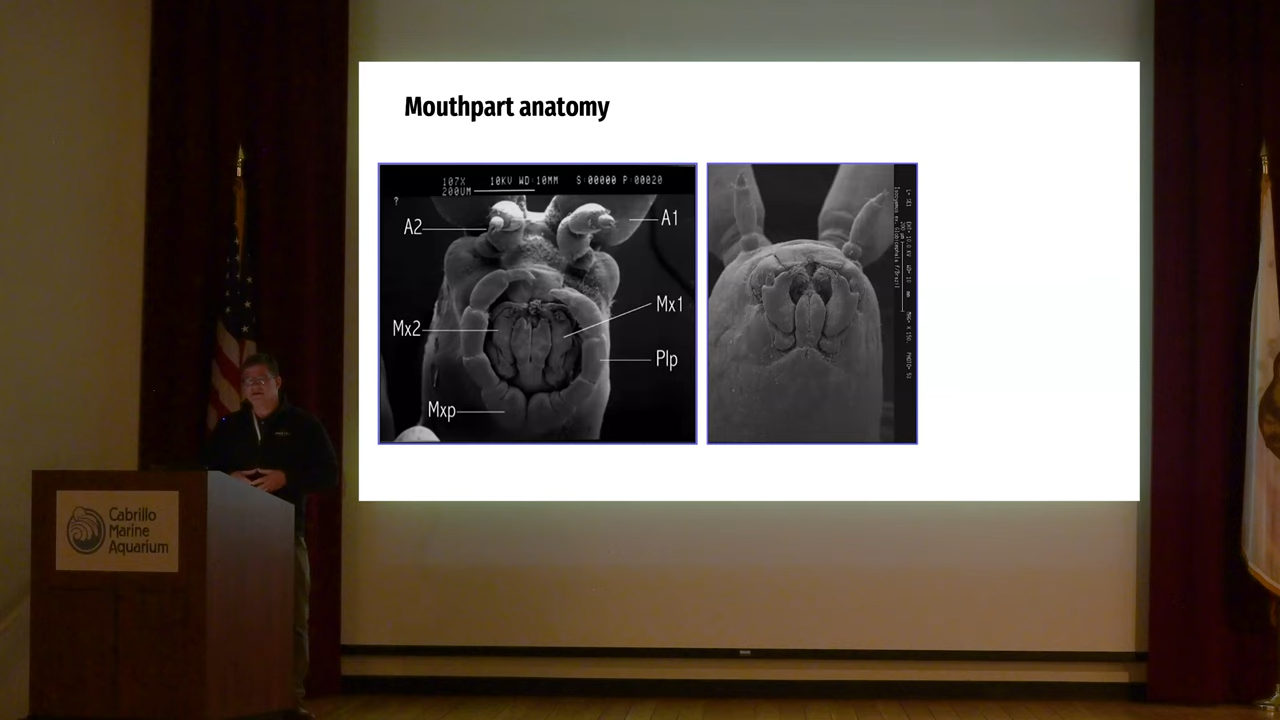 Mouthpart anatomy
107X 10KV WD:10MM S:00000 P:00020
200UM
?
A2
A1
Mx1
Mx2
Plp
Mxp
Cabrillo
Marine
Aquarium